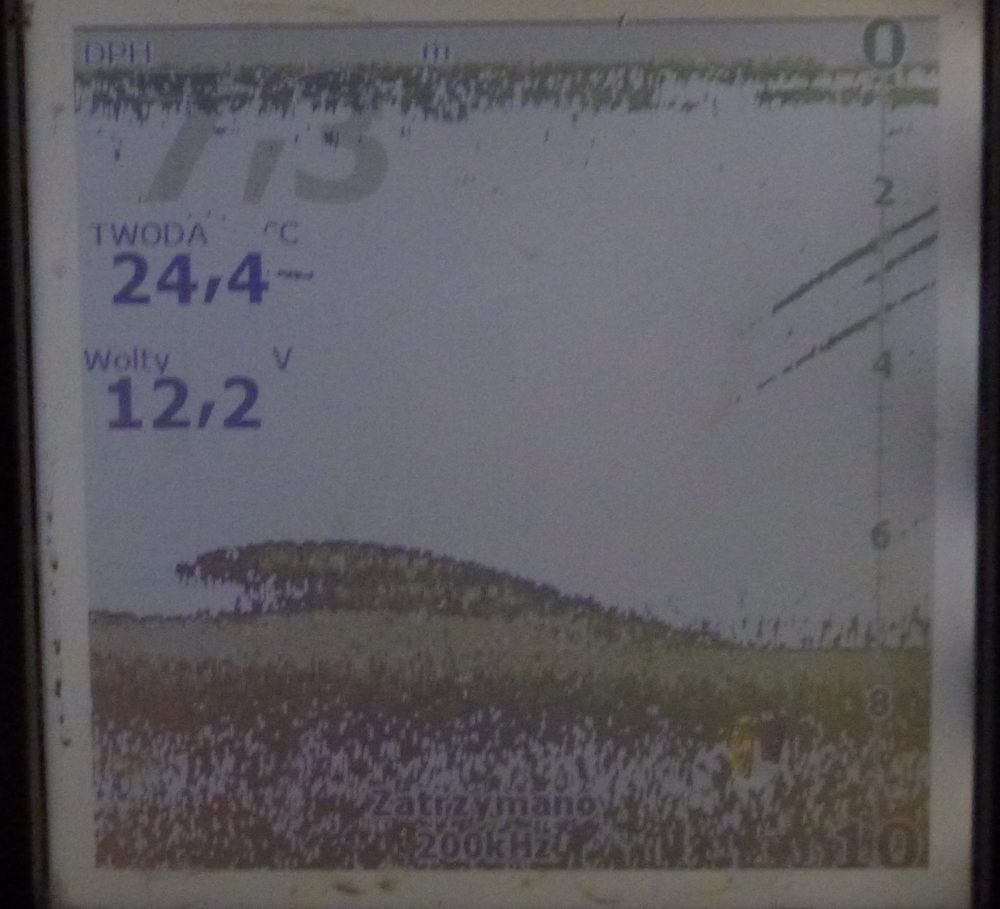 DPH m 0
7,3
2
TWODA °C
24,4
Wolty V
4
12,2
6
8
Zatrzymano
10
200kHz